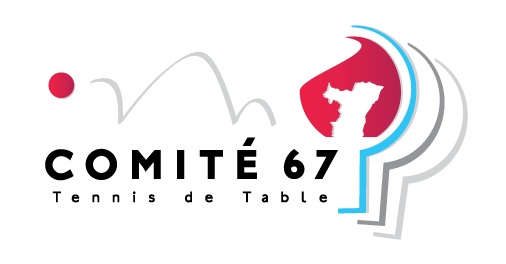 COMITÉ 67
Tennis de Table